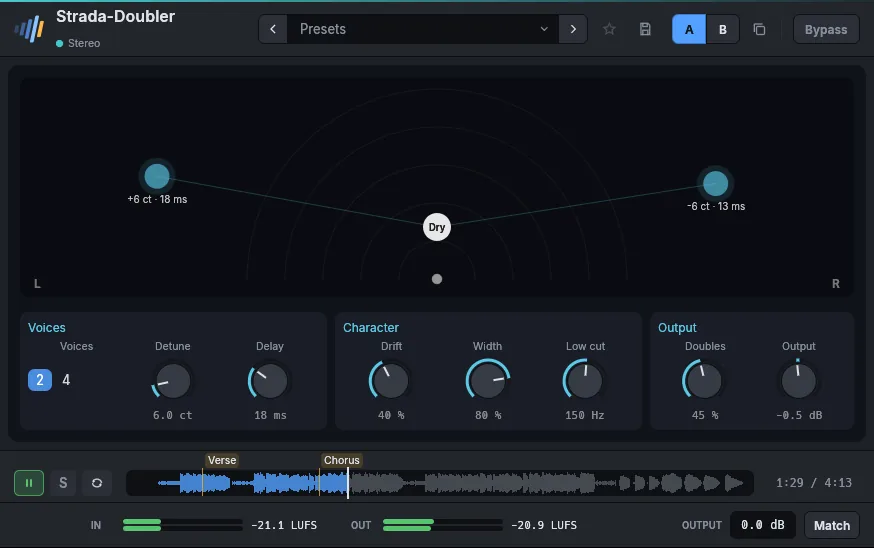 Strada-Doubler
Stereo
Presets
A B
Bypass
+6 ct · 18 ms
-6 ct · 13 ms
Dry
L R
Voices
Voices Detune Delay
2 4
6.0 ct 18 ms
Character
Drift Width Low cut
40 % 80 % 150 Hz
Output
Doubles Output
45 % −0.5 dB
Verse Chorus
S
1:29 / 4:13
IN -21.1 LUFS OUT -20.9 LUFS OUTPUT 0.0 dB Match